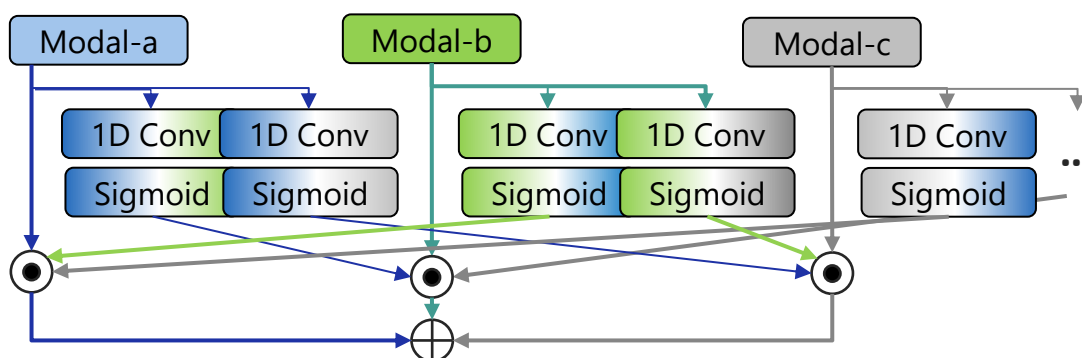 Modal-a Modal-b Modal-c
1D Conv 1D Conv 1D Conv 1D Conv 1D Conv
Sigmoid Sigmoid Sigmoid Sigmoid Sigmoid
..